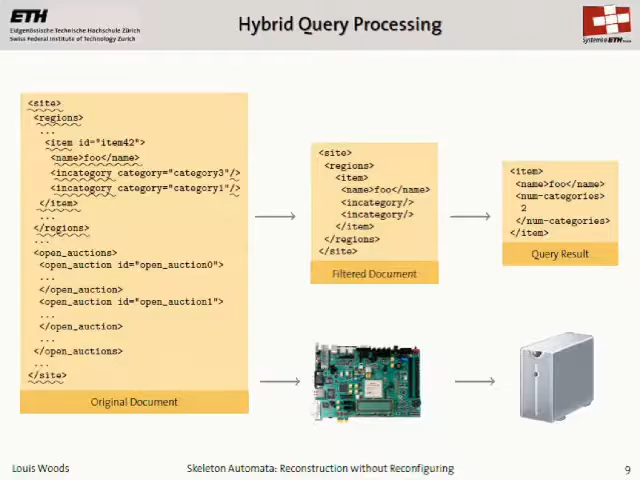 ETH
Eidgenössische Technische Hochschule Zürich
Swiss Federal Institute of Technology Zurich
Hybrid Query Processing
Systems@ETH Zürich
<site>
<regions>
...
<item id="item42">
<name>foo</name>
<incategory category="category3"/>
<incategory category="category1"/>
</item>
...
</regions>
...
<open_auctions>
<open_auction id="open_auction0">
...
</open_auction>
<open_auction id="open_auction1">
...
</open_auction>
...
</open_auctions>
...
</site>
Original Document
<site>
<regions>
<item>
<name>foo</name>
<incategory/>
<incategory/>
</item>
</regions>
</site>
Filtered Document
<item>
<name>foo</name>
<num-categories>
2
</num-categories>
</item>
Query Result
Louis Woods
Skeleton Automata: Reconstruction without Reconfiguring
9